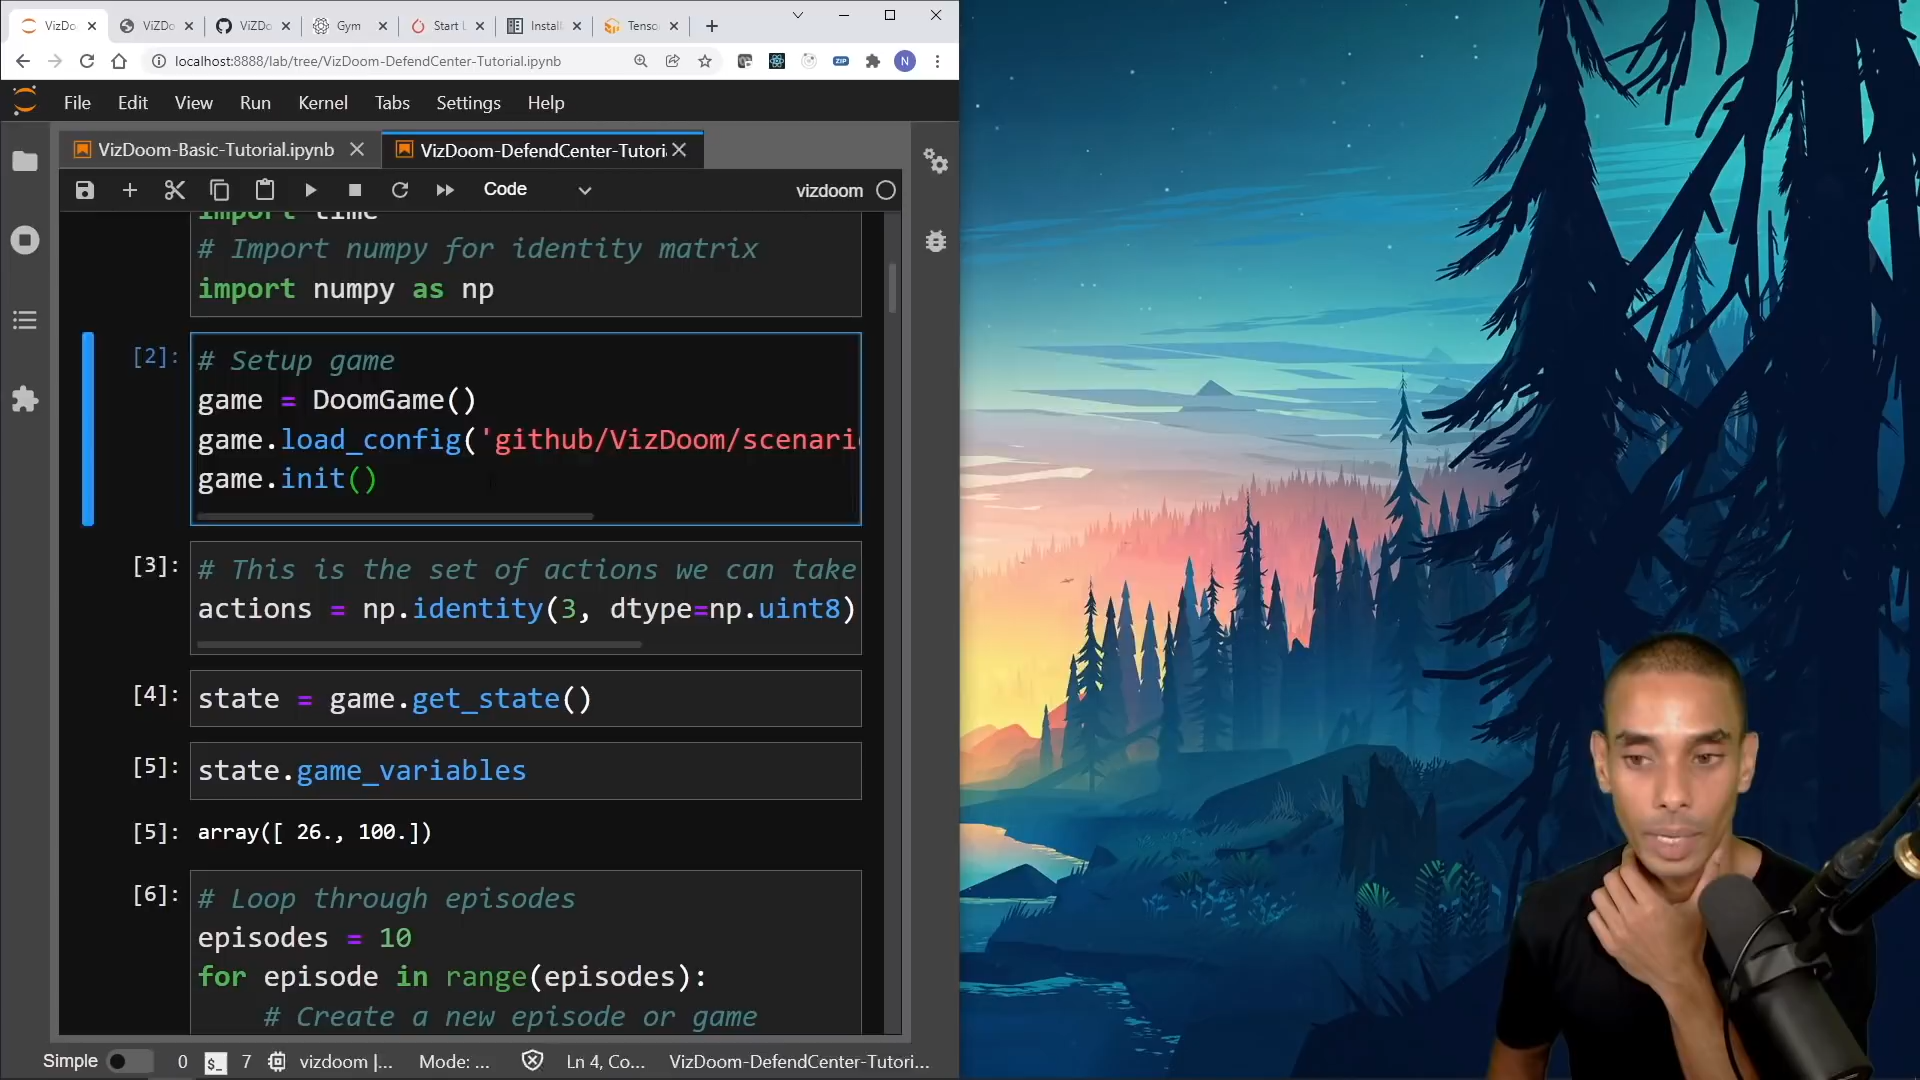 VizDo
ViZDo
ViZDo
Gym
Start L
Install
Tenso
localhost:8888/lab/tree/VizDoom-DefendCenter-Tutorial.ipynb
ZIP
N
File Edit View Run Kernel Tabs Settings Help
VizDoom-Basic-Tutorial.ipynb
VizDoom-DefendCenter-Tutori
Code
vizdoom
import time
# Import numpy for identity matrix
import numpy as np
[2]:
# Setup game
game = DoomGame()
game.load_config('github/VizDoom/scenario
game.init()
[3]:
# This is the set of actions we can take
actions = np.identity(3, dtype=np.uint8)
[4]:
state = game.get_state()
[5]:
state.game_variables
[5]:
array([ 26., 100.])
[6]:
# Loop through episodes
episodes = 10
for episode in range(episodes):
# Create a new episode or game
Simple 0 $_ 7 vizdoom |... Mode: ... Ln 4, Co... VizDoom-DefendCenter-Tutori...